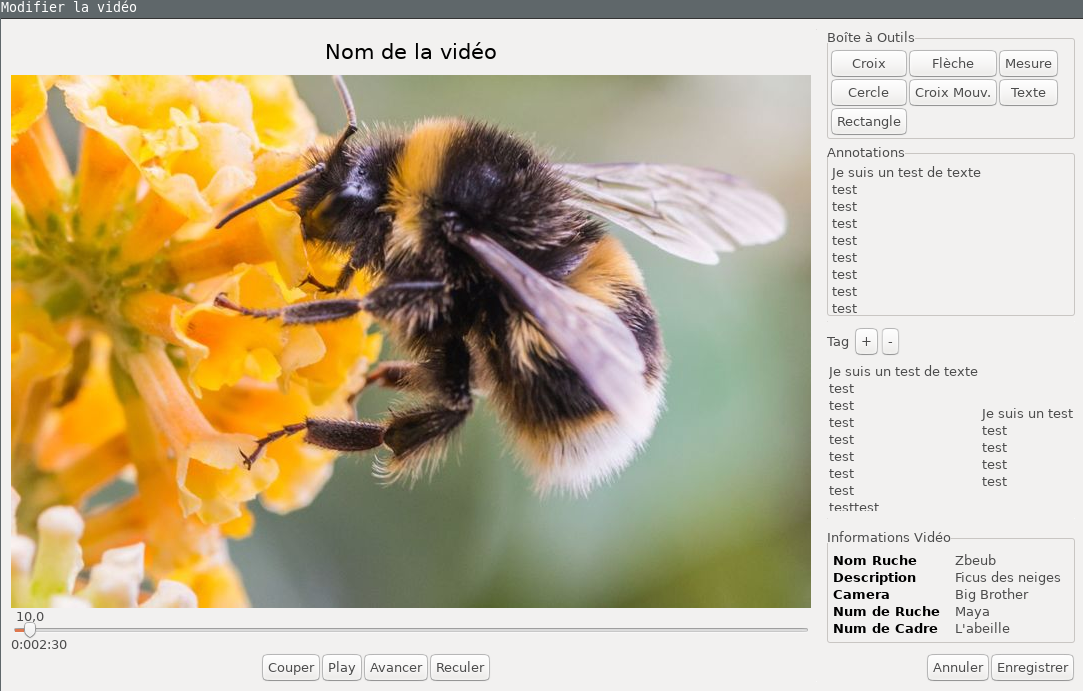 Modifier la vidéo
Nom de la vidéo
10,0
0:002:30
Couper Play Avancer Reculer
Boîte à Outils
Croix Flèche Mesure
Cercle Croix Mouv. Texte
Rectangle
Annotations
Je suis un test de texte
test
test
test
test
test
test
test
test
Tag + -
Je suis un test de texte
test
test
test
test
test
test
test
testtest
Je suis un test
test
test
test
test
Informations Vidéo
Nom Ruche Zbeub
Description Ficus des neiges
Camera Big Brother
Num de Ruche Maya
Num de Cadre L'abeille
Annuler Enregistrer